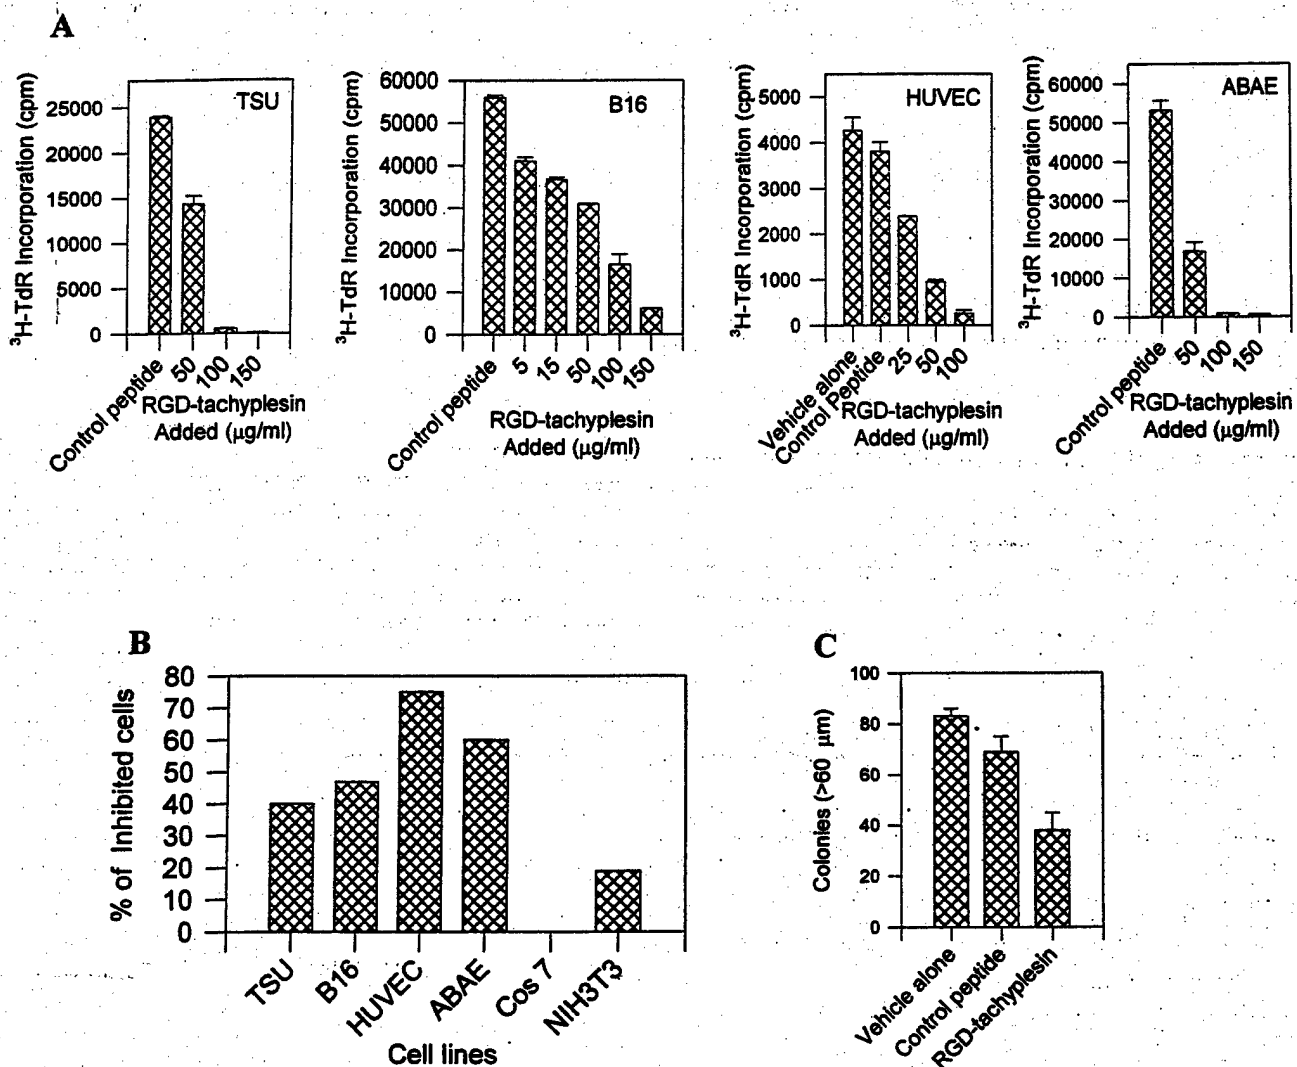 A
³H-TdR Incorporation (cpm)
25000
20000
15000
10000
5000
0
TSU
Control peptide
50
100
150
RGD-tachyplesin
Added (μg/ml)
³H-TdR Incorporation (cpm)
60000
50000
40000
30000
20000
10000
0
B16
Control peptide
5
15
50
100
150
RGD-tachyplesin
Added (μg/ml)
³H-TdR Incorporation (cpm)
5000
4000
3000
2000
1000
0
HUVEC
Vehicle alone
Control Peptide
25
50
100
RGD-tachyplesin
Added (μg/ml)
³H-TdR Incorporation (cpm)
60000
50000
40000
30000
20000
10000
0
ABAE
Control peptide
50
100
150
RGD-tachyplesin
Added (μg/ml)
B
% of Inhibited cells
80
70
60
50
40
30
20
10
0
TSU
B16
HUVEC
ABAE
Cos 7
NIH3T3
Cell lines
C
Colonies (>60 μm)
100
80
60
40
20
0
Vehicle alone
Control peptide
RGD-tachyplesin